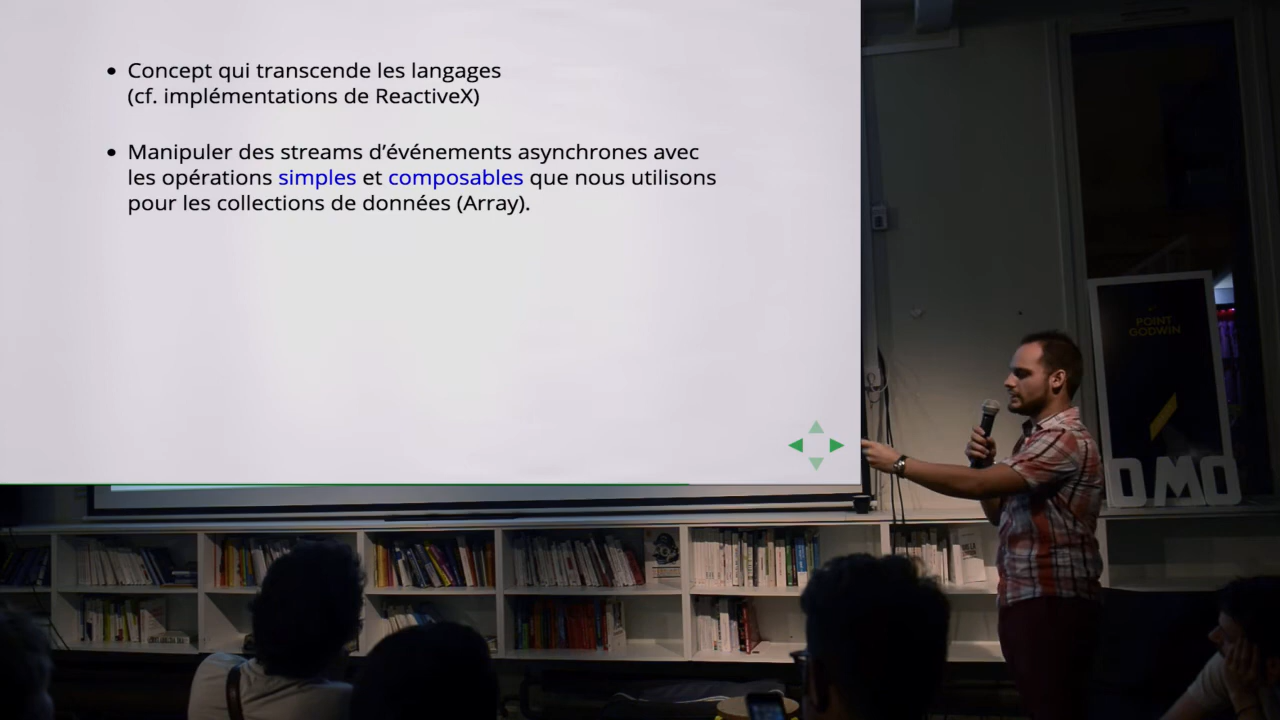 Concept qui transcende les langages
(cf. implémentations de ReactiveX)
Manipuler des streams d’événements asynchrones avec
les opérations simples et composables que nous utilisons
pour les collections de données (Array).
POINT
GODWIN
OMO